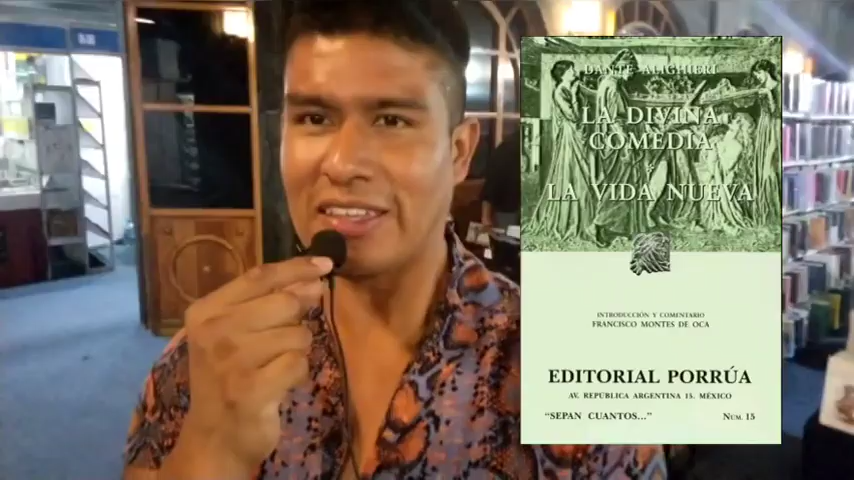 DANTE ALIGHIERI
LA DIVINA
COMEDIA
Y
LA VIDA NUEVA
INTRODUCCIÓN Y COMENTARIO
FRANCISCO MONTES DE OCA
EDITORIAL PORRÚA
AV. REPÚBLICA ARGENTINA 15. MÉXICO
"SEPAN CUANTOS..." NÚM. 15